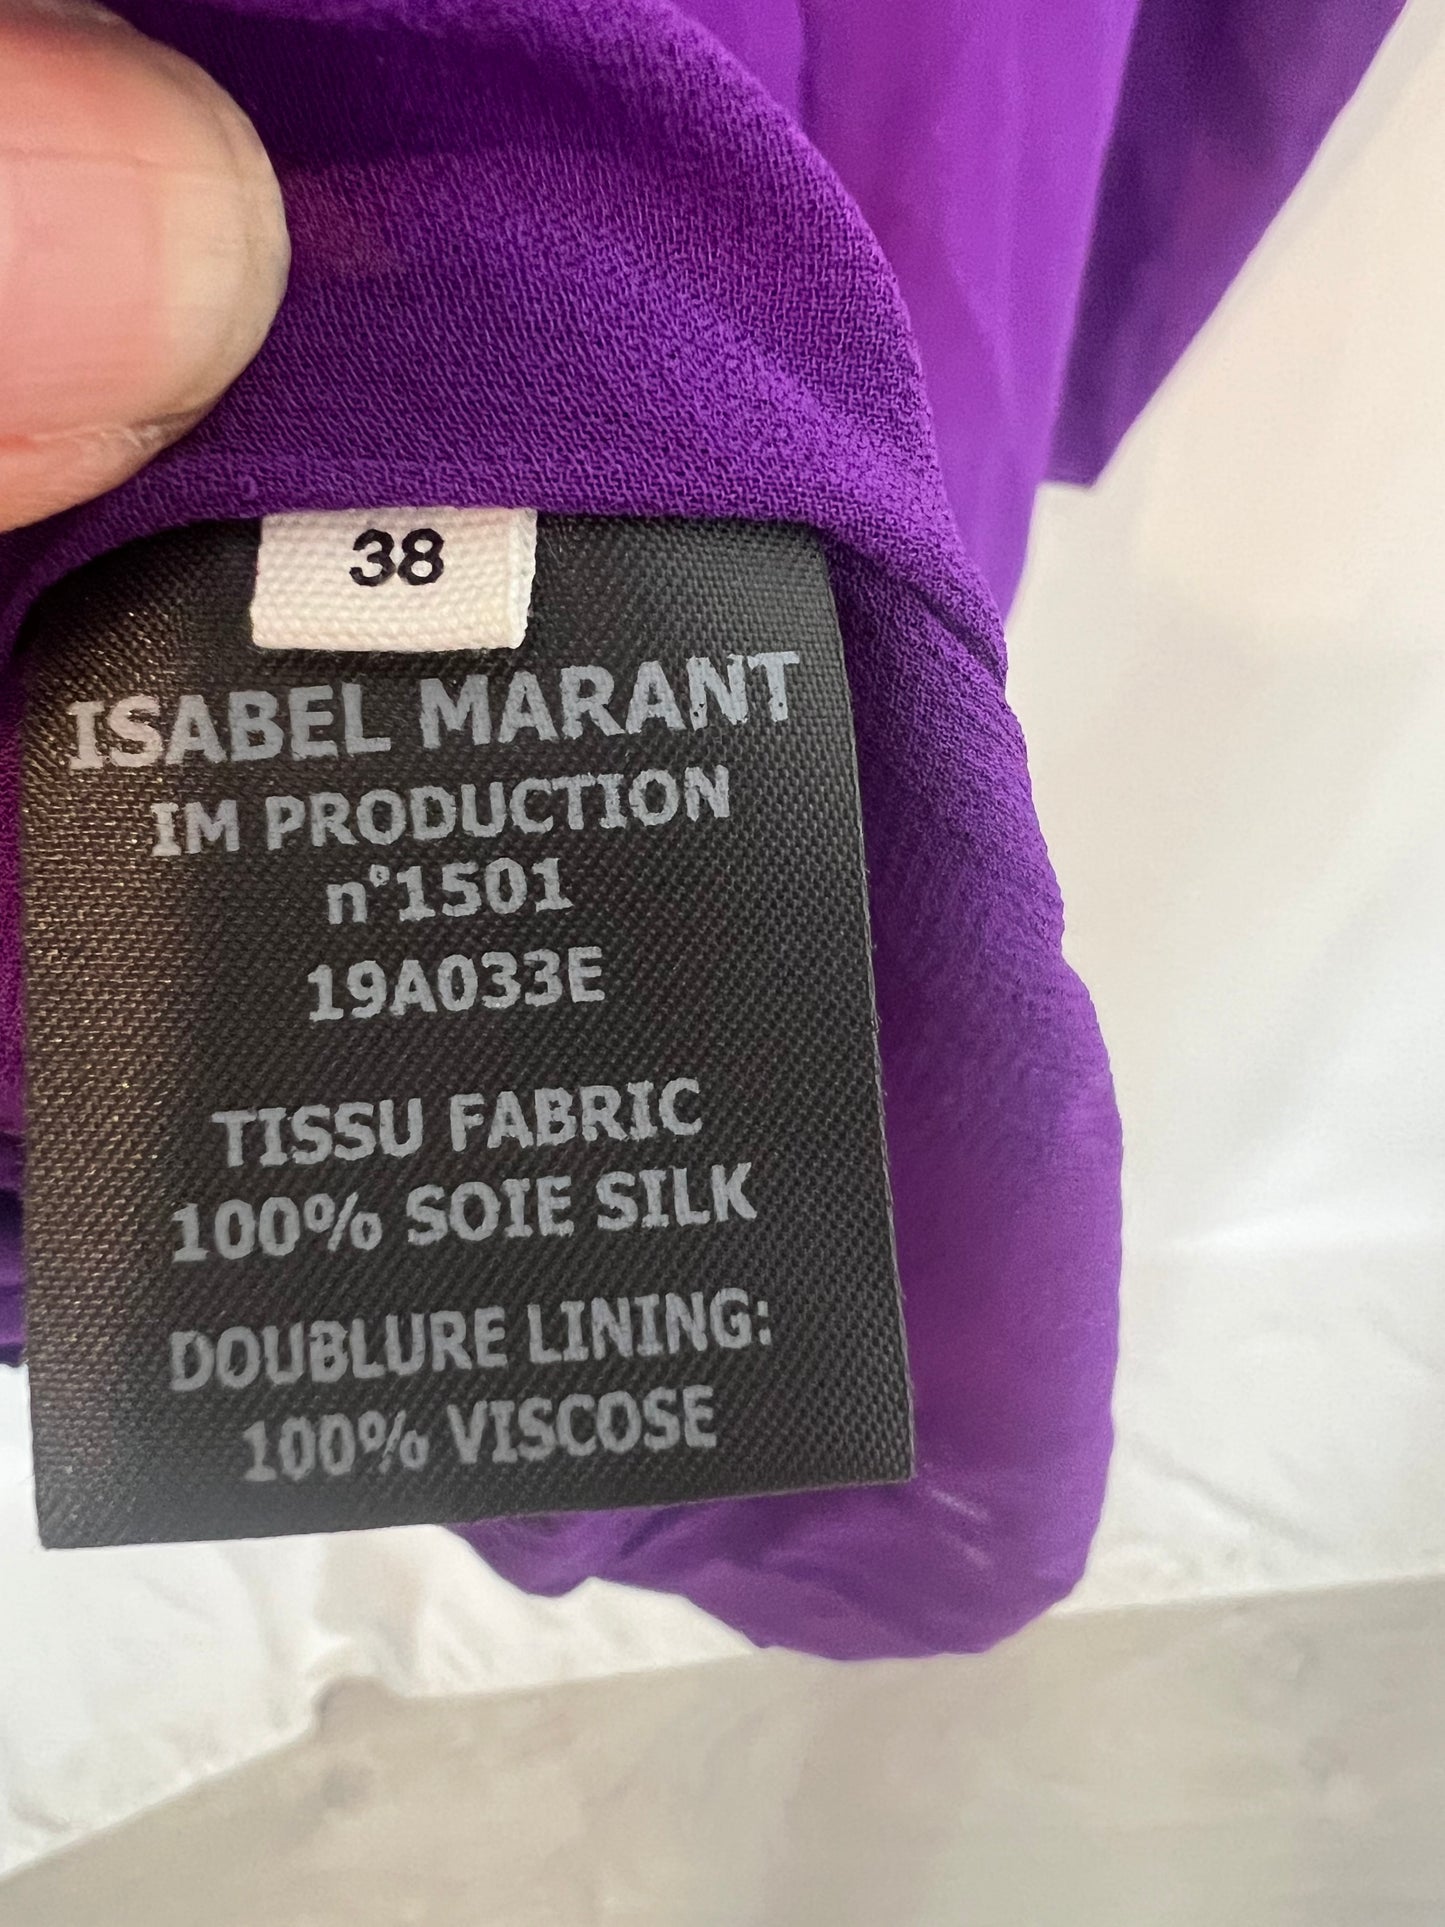 38
ISABEL MARANT
IM PRODUCTION
n°1501
19A033E
TISSU FABRIC
100% SOIE SILK
DOUBLURE LINING:
100% VISCOSE